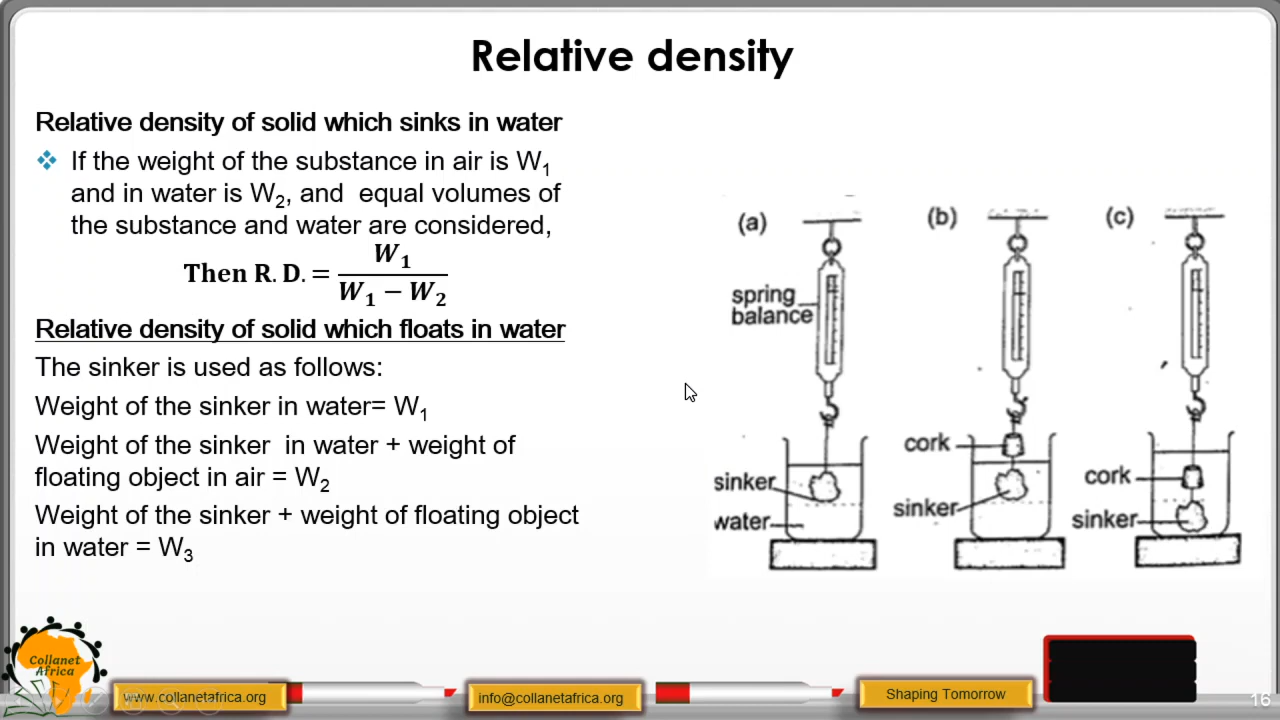 Relative density
Relative density of solid which sinks in water
❖ If the weight of the substance in air is W₁
and in water is W₂, and equal volumes of
the substance and water are considered,
Then R. D. = W₁ / (W₁ − W₂)
Relative density of solid which floats in water
The sinker is used as follows:
Weight of the sinker in water= W₁
Weight of the sinker in water + weight of
floating object in air = W₂
Weight of the sinker + weight of floating object
in water = W₃
(a)
spring
balance
sinker
water
(b)
cork
sinker
(c)
cork
sinker
Collanet
Africa
www.collanetafrica.org
info@collanetafrica.org
Shaping Tomorrow
16